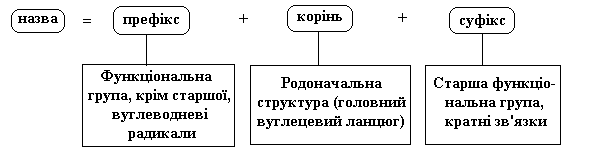 назва = префікс + корінь + суфікс
Функціональна
група, крім старшої,
вуглеводневі
радикали
Родоначальна
структура (головний
вуглецевий ланцюг)
Старша функціо-
нальна група,
кратні зв'язки